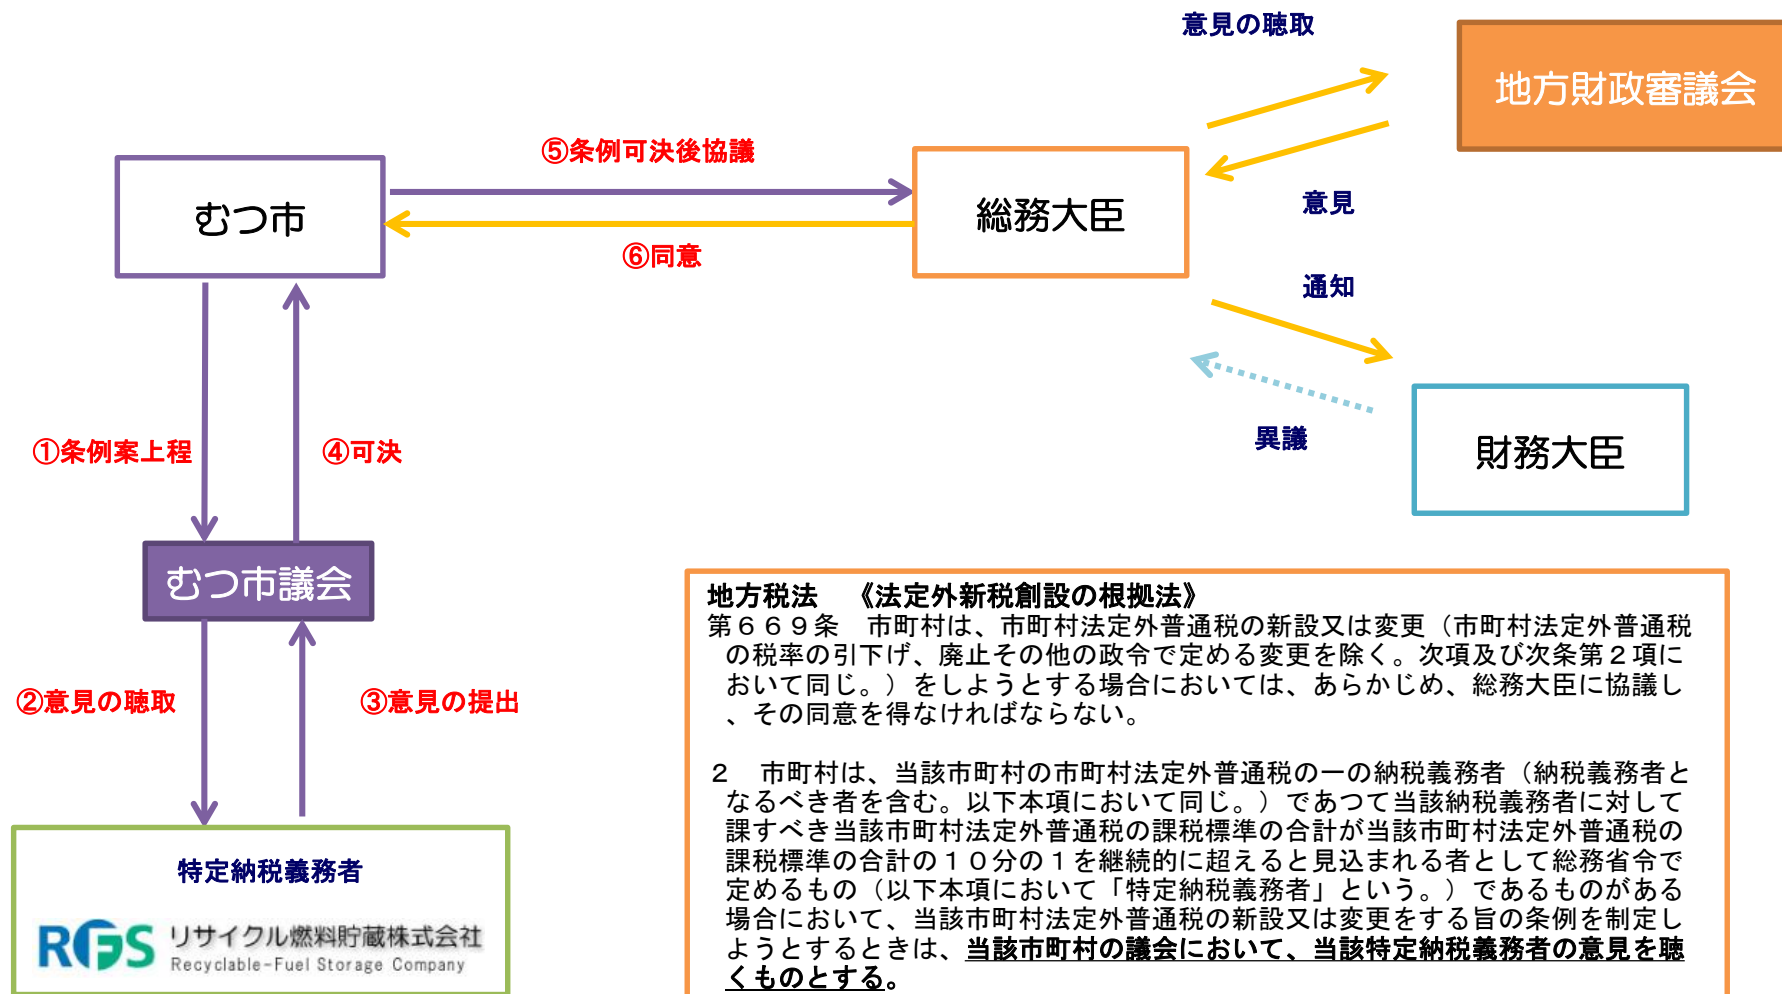 意見の聴取
地方財政審議会
⑤条例可決後協議
むつ市
総務大臣
意見
⑥同意
通知
①条例案上程
④可決
異議
財務大臣
むつ市議会
②意見の聴取
③意見の提出
特定納税義務者
RFS リサイクル燃料貯蔵株式会社
Recyclable-Fuel Storage Company
地方税法　《法定外新税創設の根拠法》
第６６９条　市町村は、市町村法定外普通税の新設又は変更（市町村法定外普通税
の税率の引下げ、廃止その他の政令で定める変更を除く。次項及び次条第２項に
おいて同じ。）をしようとする場合においては、あらかじめ、総務大臣に協議し
、その同意を得なければならない。
２　市町村は、当該市町村の市町村法定外普通税の一の納税義務者（納税義務者と
なるべき者を含む。以下本項において同じ。）であつて当該納税義務者に対して
課すべき当該市町村法定外普通税の課税標準の合計が当該市町村法定外普通税の
課税標準の合計の１０分の１を継続的に超えると見込まれる者として総務省令で
定めるもの（以下本項において「特定納税義務者」という。）であるものがある
場合において、当該市町村法定外普通税の新設又は変更をする旨の条例を制定し
ようとするときは、当該市町村の議会において、当該特定納税義務者の意見を聴
くものとする。